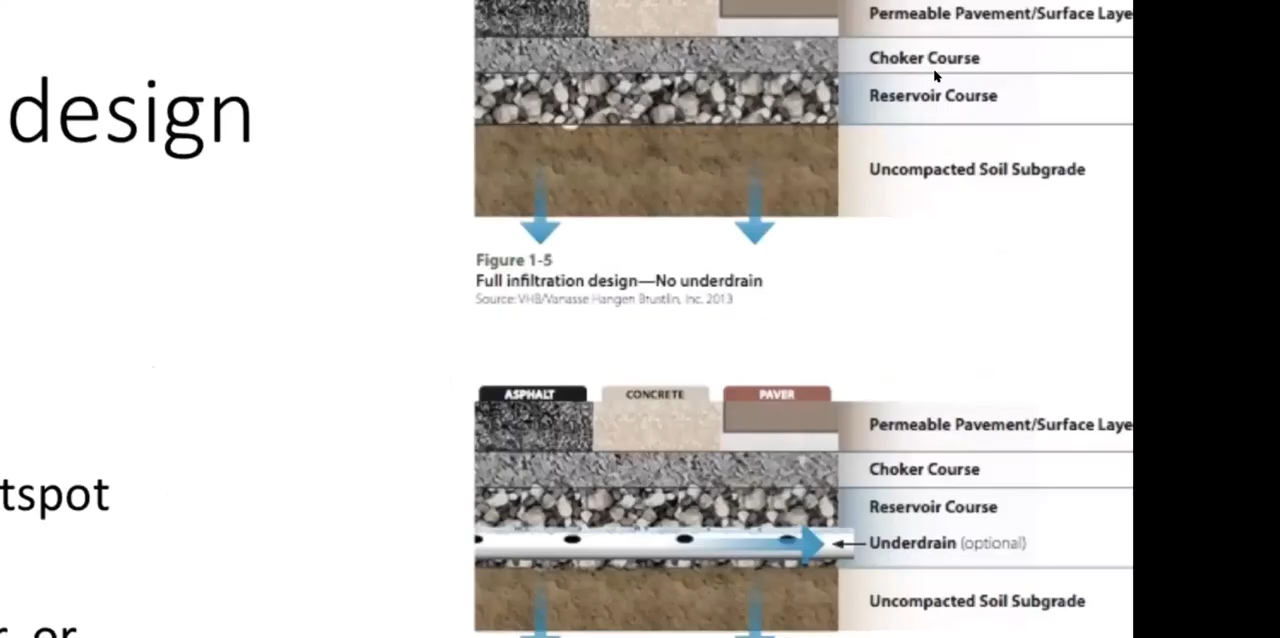 design
tspot
r, or
Permeable Pavement/Surface Laye
Choker Course
Reservoir Course
Uncompacted Soil Subgrade
Figure 1-5
Full infiltration design—No underdrain
Source: VHB/Vanasse Hangen Brustlin, Inc. 2013
ASPHALT CONCRETE PAVER
Permeable Pavement/Surface Laye
Choker Course
Reservoir Course
Underdrain (optional)
Uncompacted Soil Subgrade